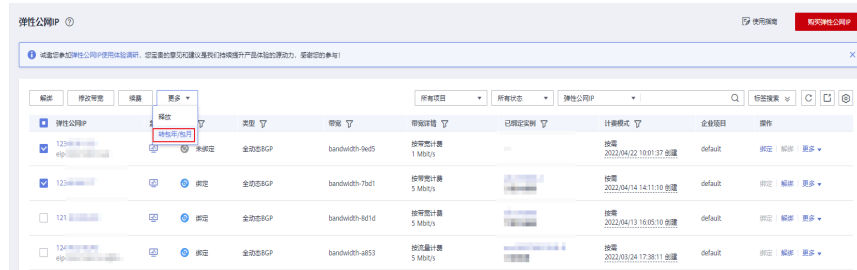 弹性公网IP
使用指南
购买弹性公网IP
诚邀您参加弹性公网IP使用体验调研，您宝贵的意见和建议是我们持续提升产品体验的源动力，感谢您的参与！
解绑 修改带宽 续费 更多 所有项目 所有状态 弹性公网IP 标签搜索
释放
转包年/包月
弹性公网IP 类型 带宽 带宽详情 已绑定实例 计费模式 企业项目 操作
123 未绑定 全动态BGP bandwidth-9ed5 按带宽计费 按需 default 绑定 解绑 更多
eip 1 Mbit/s 2022/04/22 10:01:37 创建
123 绑定 全动态BGP bandwidth-7bd1 按带宽计费 按需 default 绑定 解绑 更多
5 Mbit/s 2022/04/14 14:11:10 创建
121 绑定 全动态BGP bandwidth-8d1d 按带宽计费 按需 default 绑定 解绑 更多
5 Mbit/s 2022/04/13 16:05:10 创建
124 绑定 全动态BGP bandwidth-a853 按流量计费 按需 default 绑定 解绑 更多
eip 5 Mbit/s 2022/03/24 17:38:11 创建